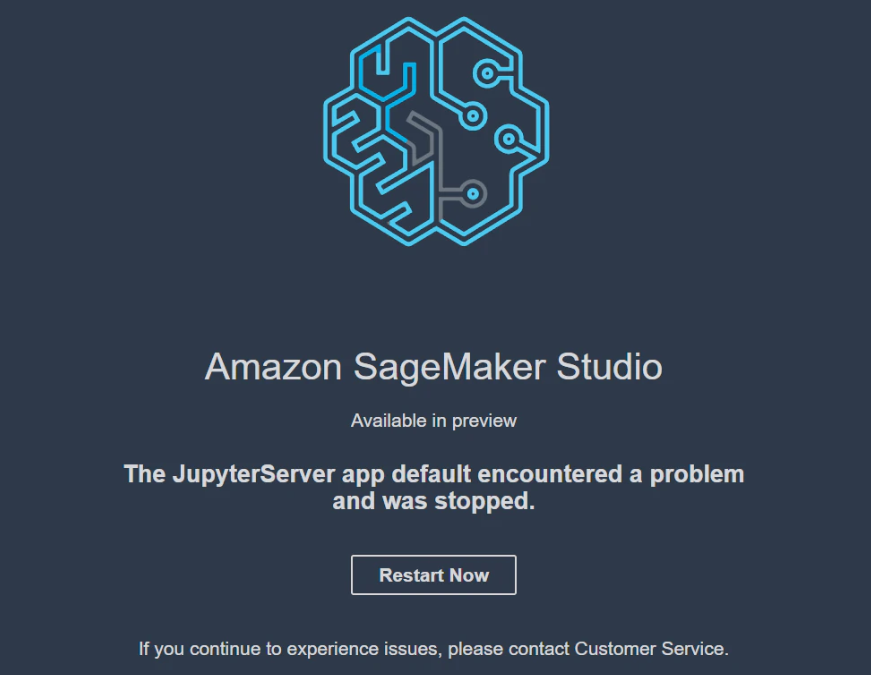 Amazon SageMaker Studio
Available in preview
The JupyterServer app default encountered a problem
and was stopped.
Restart Now
If you continue to experience issues, please contact Customer Service.